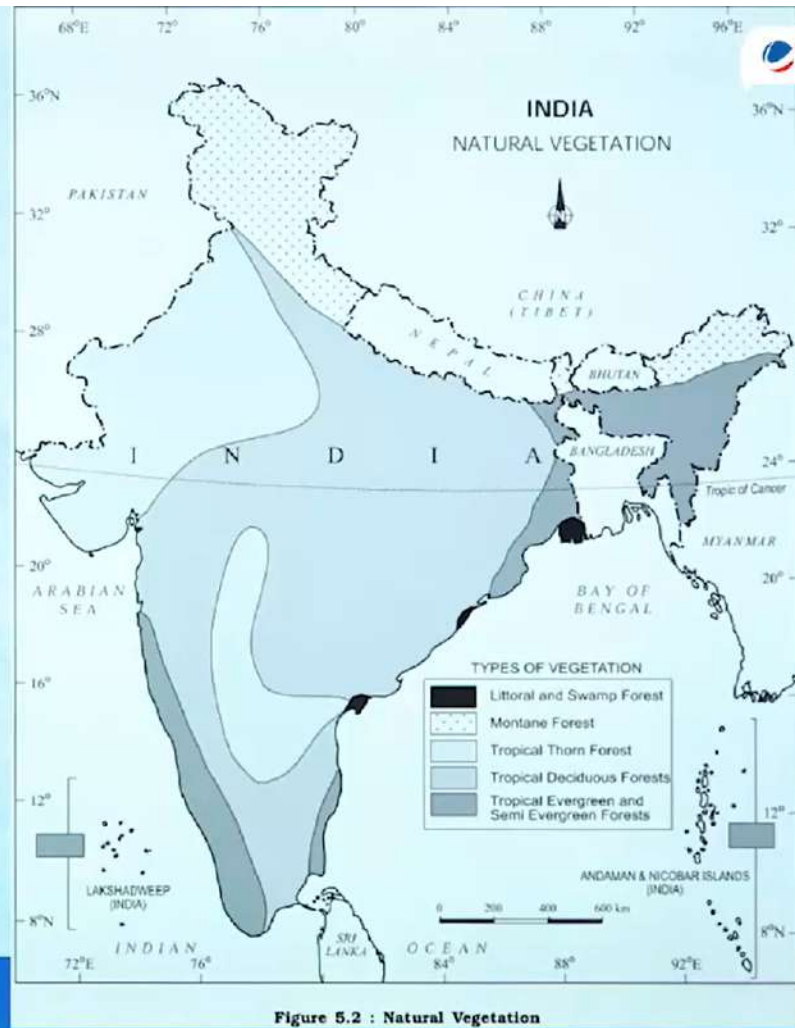 68°E 72° 76° 80° 84° 88° 92° 96°E
36°N 36°N
INDIA
NATURAL VEGETATION
PAKISTAN
N
32° 32°
CHINA
(TIBET)
28° 28°
NEPAL
BHUTAN
I N D I A
BANGLADESH
24° 24°
Tropic of Cancer
MYANMAR
20° 20°
ARABIAN
SEA
BAY OF
BENGAL
TYPES OF VEGETATION
Littoral and Swamp Forest
Montane Forest
Tropical Thorn Forest
Tropical Deciduous Forests
Tropical Evergreen and
Semi Evergreen Forests
16° 16°
12° 12°
LAKSHADWEEP
(INDIA)
ANDAMAN & NICOBAR ISLANDS
(INDIA)
0 200 400 600 km
8°N 8°N
INDIAN OCEAN
SRI
LANKA
72°E 76° 80° 84° 88° 92°E
Figure 5.2 : Natural Vegetation